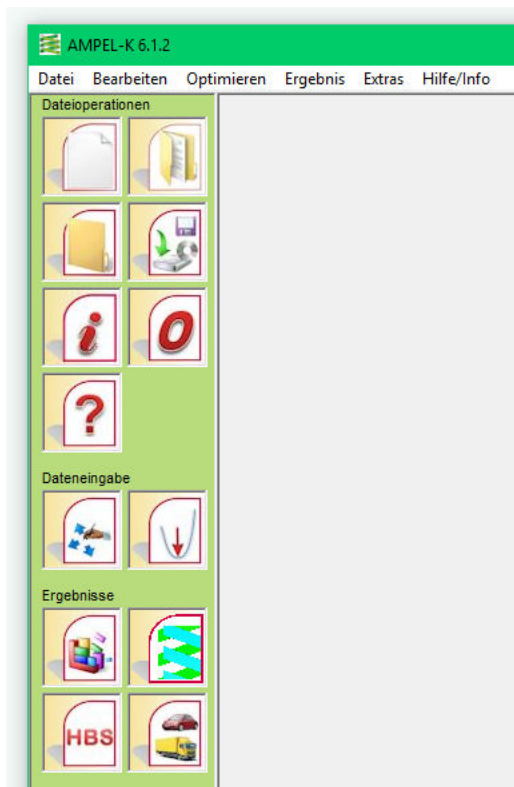 AMPEL-K 6.1.2
Datei Bearbeiten Optimieren Ergebnis Extras Hilfe/Info
Dateioperationen
i O
?
Dateneingabe
Ergebnisse
HBS